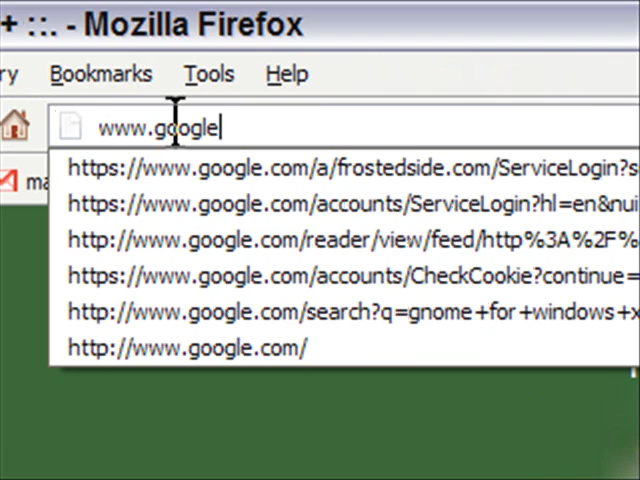 + ::. - Mozilla Firefox
ry Bookmarks Tools Help
www.google
ma
https://www.google.com/a/frostedside.com/ServiceLogin?s
https://www.google.com/accounts/ServiceLogin?hl=en&nui
http://www.google.com/reader/view/feed/http%3A%2F%
https://www.google.com/accounts/CheckCookie?continue=
http://www.google.com/search?q=gnome+for+windows+x
http://www.google.com/